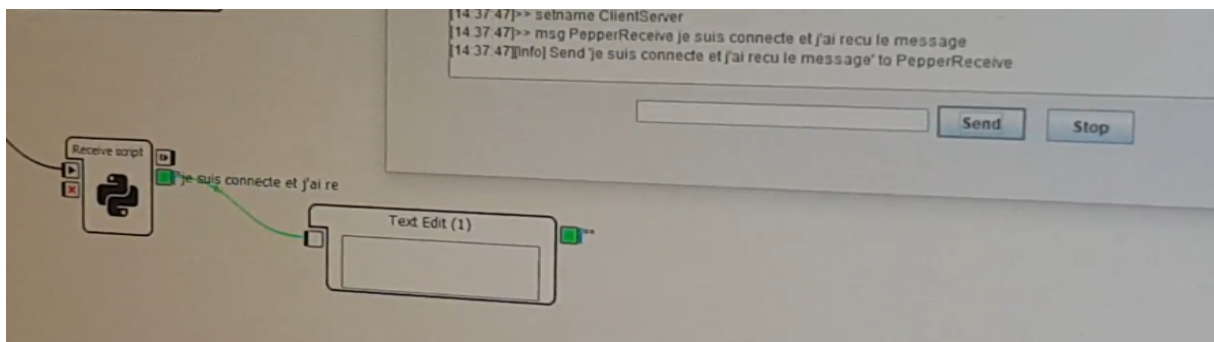 [14:37:47]>> setname ClientServer
[14:37:47]>> msg PepperReceive je suis connecte et j'ai recu le message
[14:37:47][Info] Send 'je suis connecte et j'ai recu le message' to PepperReceive
Send
Stop
Receive script
"je suis connecte et j'ai re
Text Edit (1)
""